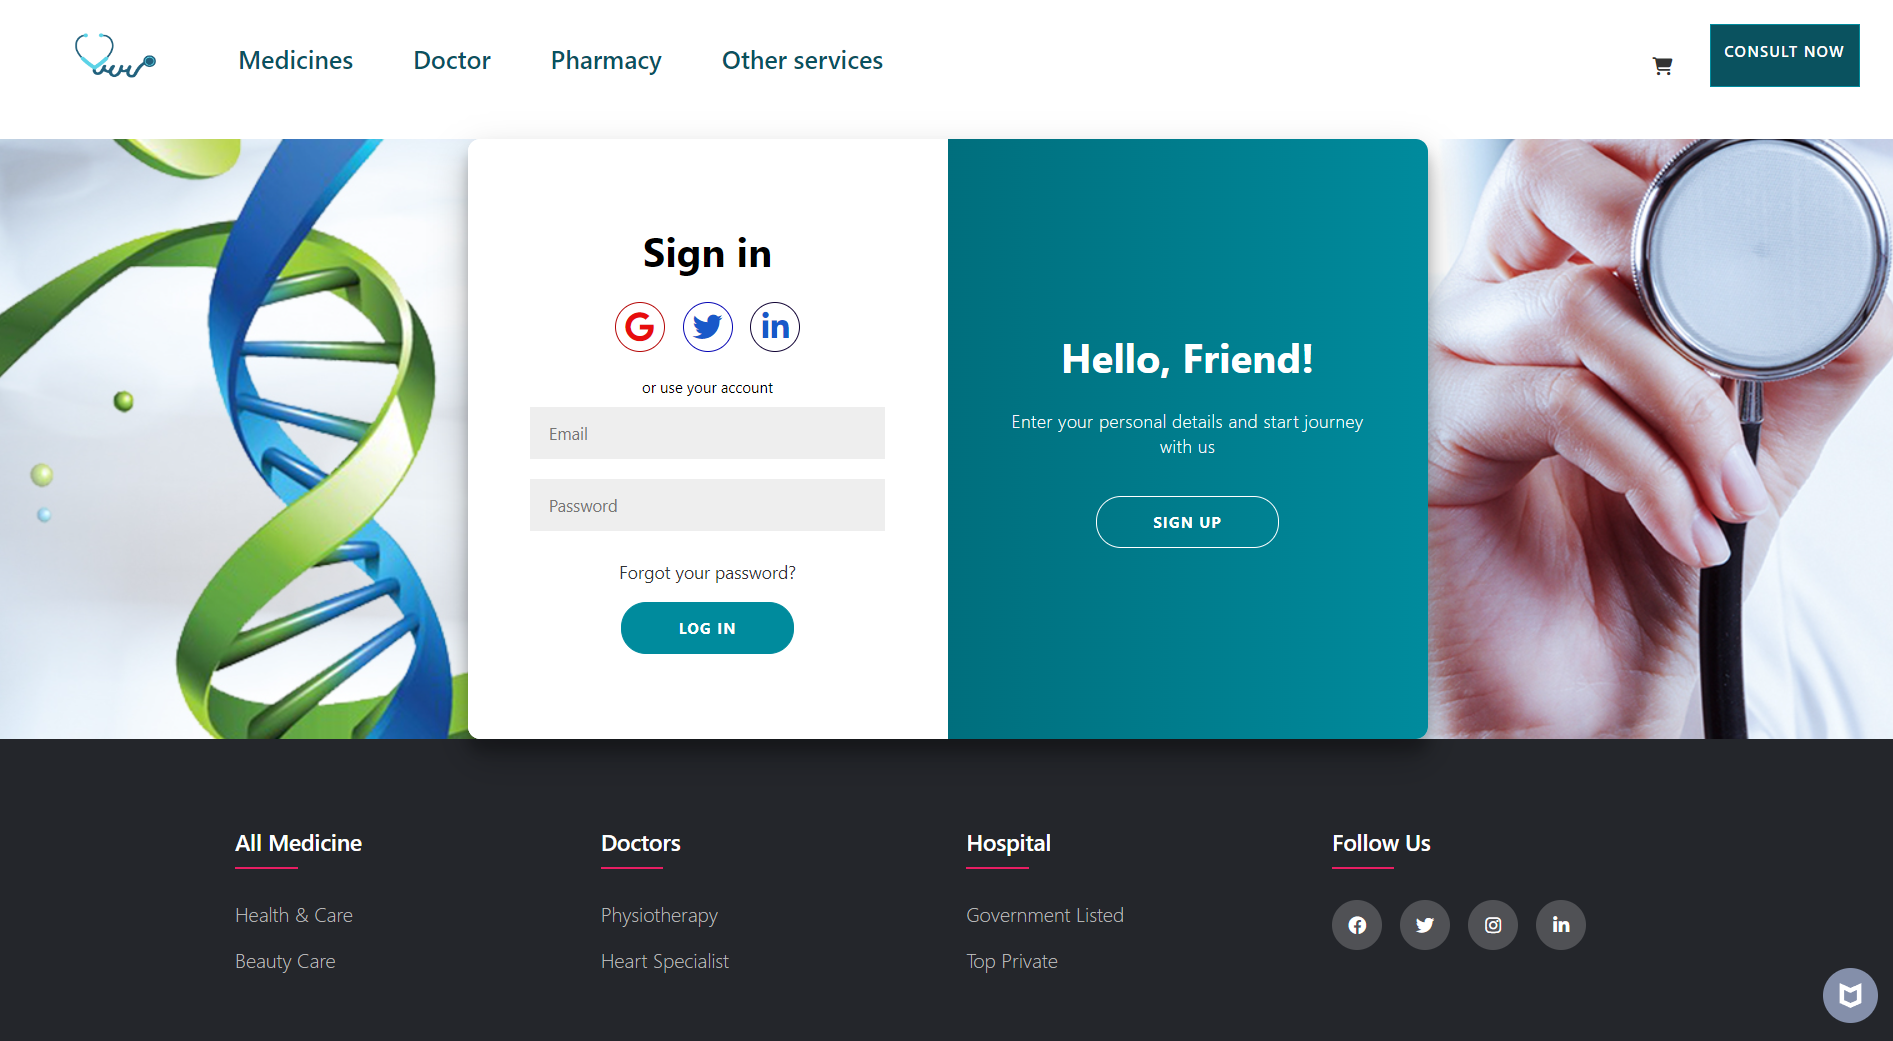 Medicines
Doctor
Pharmacy
Other services
CONSULT NOW
Sign in
or use your account
Email
Password
Forgot your password?
LOG IN
Hello, Friend!
Enter your personal details and start journey
with us
SIGN UP
All Medicine
Health & Care
Beauty Care
Doctors
Physiotherapy
Heart Specialist
Hospital
Government Listed
Top Private
Follow Us